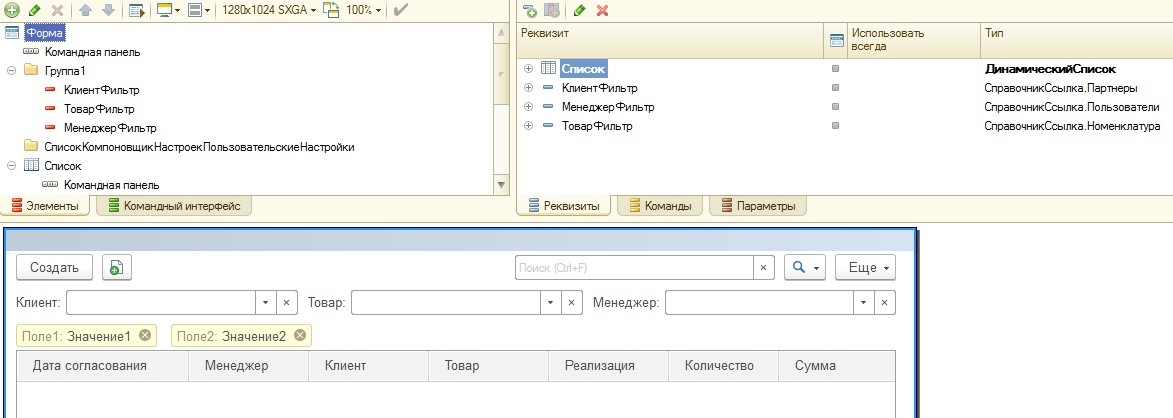 1280x1024 SXGA 100%
Форма
Командная панель
Группа1
КлиентФильтр
ТоварФильтр
МенеджерФильтр
СписокКомпоновщикНастроекПользовательскиеНастройки
Список
Командная панель
Элементы Командный интерфейс
Реквизит Использовать всегда Тип
Список ДинамическийСписок
КлиентФильтр СправочникСсылка.Партнеры
МенеджерФильтр СправочникСсылка.Пользователи
ТоварФильтр СправочникСсылка.Номенклатура
Реквизиты Команды Параметры
Создать Поиск (Ctrl+F) × Еще
Клиент: × Товар: × Менеджер: ×
Поле1: Значение1 Поле2: Значение2
Дата согласования Менеджер Клиент Товар Реализация Количество Сумма